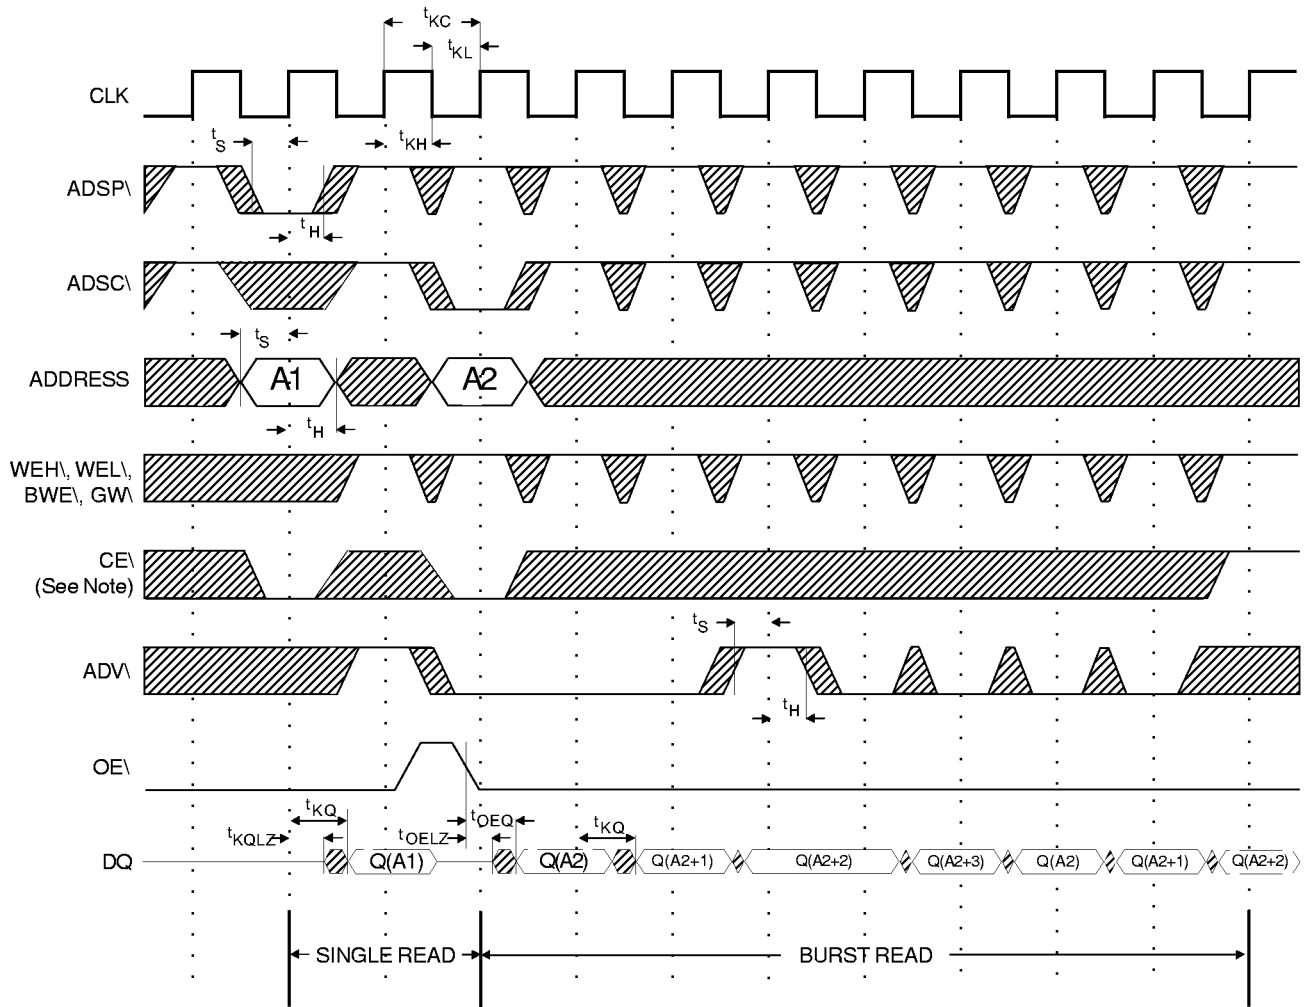 tKC
tKL
CLK
tS
tKH
ADSP\
tH
ADSC\
tS
ADDRESS
A1
A2
tH
WEH\, WEL\,
BWE\, GW\
CE\
(See Note)
tS
ADV\
tH
OE\
tKQ
tOEQ
tKQLZ
tOELZ
tKQ
DQ
Q(A1)
Q(A2)
Q(A2+1)
Q(A2+2)
Q(A2+3)
Q(A2)
Q(A2+1)
Q(A2+2)
SINGLE READ
BURST READ